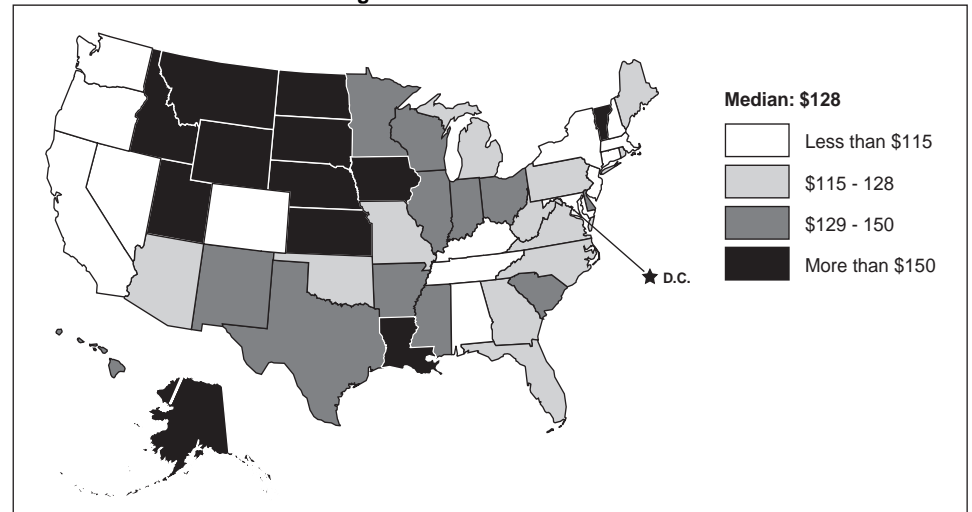 Median: $128
Less than $115
$115 - 128
$129 - 150
More than $150
D.C.